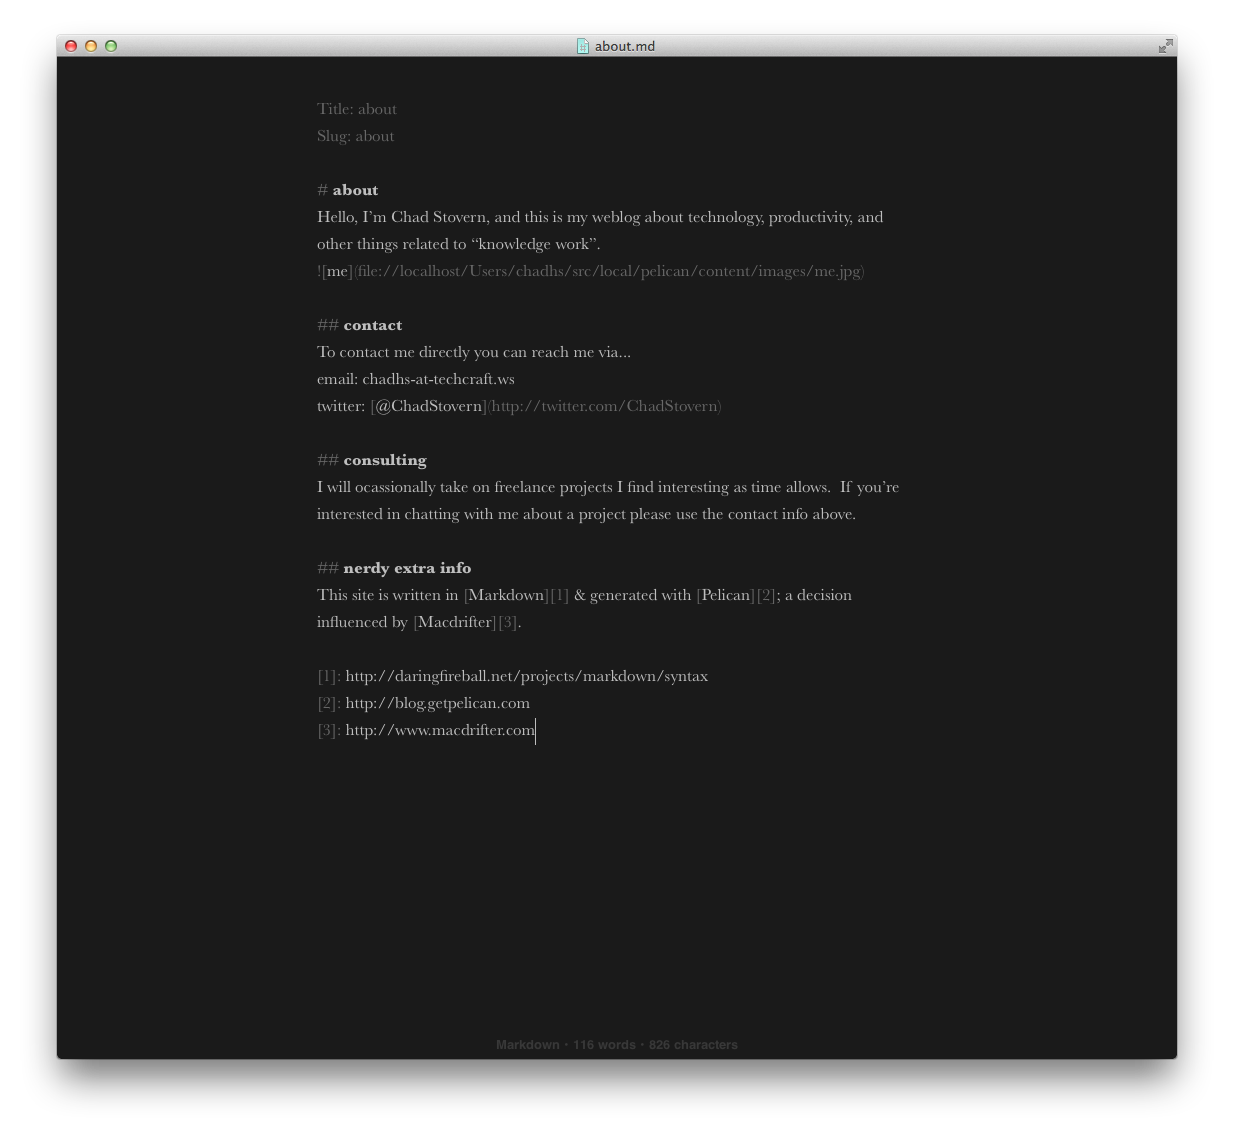 about.md
Title: about
Slug: about
# about
Hello, I’m Chad Stovern, and this is my weblog about technology, productivity, and
other things related to “knowledge work”.
![me](file://localhost/Users/chadhs/src/local/pelican/content/images/me.jpg)
## contact
To contact me directly you can reach me via...
email: chadhs-at-techcraft.ws
twitter: [@ChadStovern](http://twitter.com/ChadStovern)
## consulting
I will ocassionally take on freelance projects I find interesting as time allows.  If you’re
interested in chatting with me about a project please use the contact info above.
## nerdy extra info
This site is written in [Markdown][1] & generated with [Pelican][2]; a decision
influenced by [Macdrifter][3].
[1]: http://daringfireball.net/projects/markdown/syntax
[2]: http://blog.getpelican.com
[3]: http://www.macdrifter.com
Markdown • 116 words • 826 characters